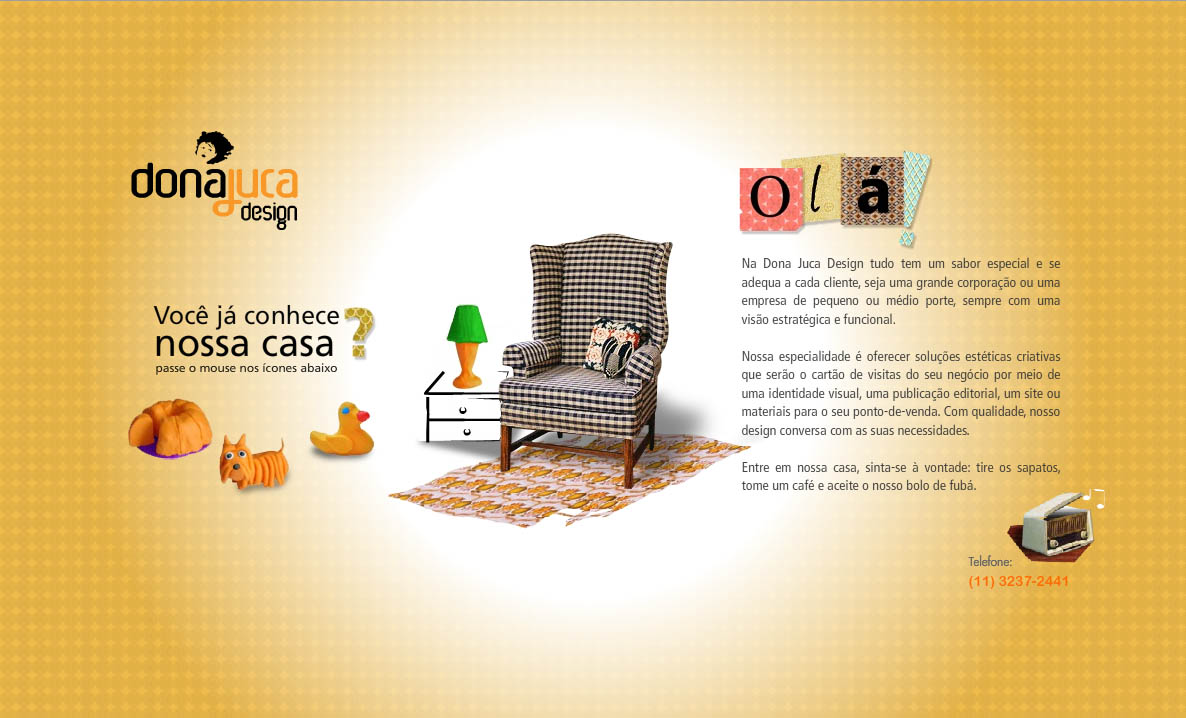 dona juca
design
Você já conhece
nossa casa ?
passe o mouse nos ícones abaixo
Olá!
Na Dona Juca Design tudo tem um sabor especial e se
adequa a cada cliente, seja uma grande corporação ou uma
empresa de pequeno ou médio porte, sempre com uma
visão estratégica e funcional.
Nossa especialidade é oferecer soluções estéticas criativas
que serão o cartão de visitas do seu negócio por meio de
uma identidade visual, uma publicação editorial, um site ou
materiais para o seu ponto-de-venda. Com qualidade, nosso
design conversa com as suas necessidades.
Entre em nossa casa, sinta-se à vontade: tire os sapatos,
tome um café e aceite o nosso bolo de fubá.
Telefone:
(11) 3237-2441